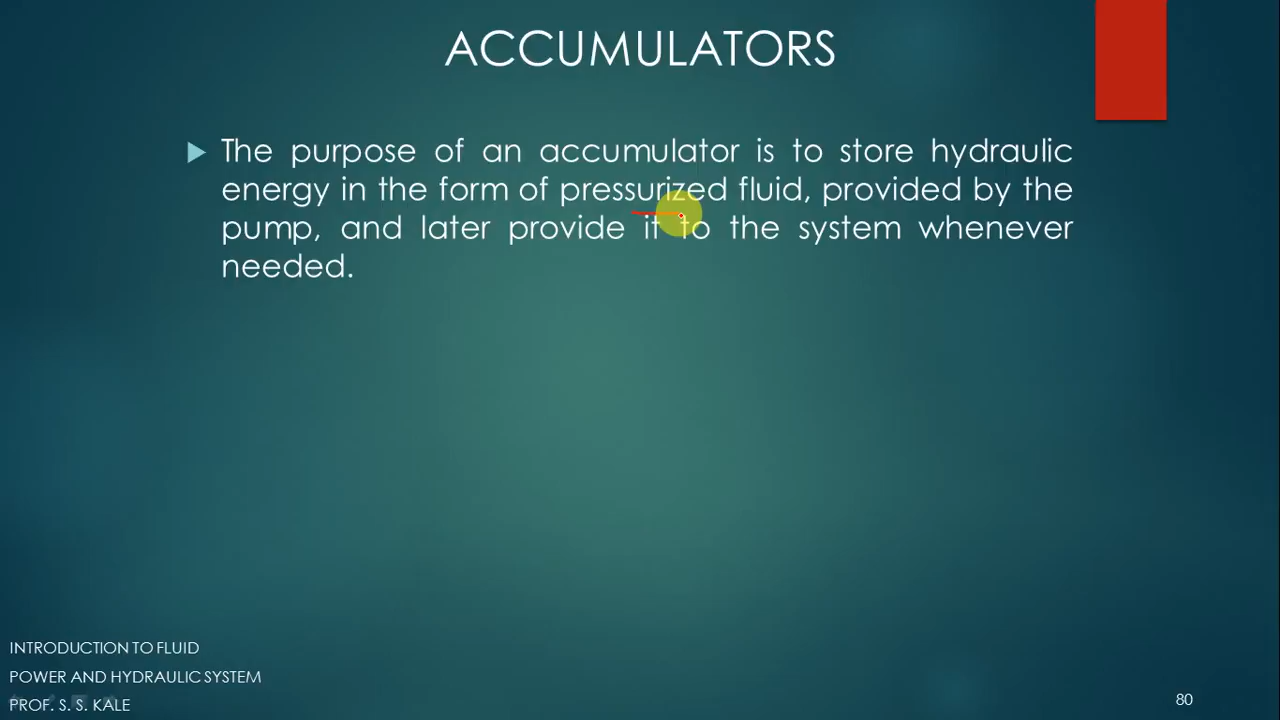 ACCUMULATORS
The purpose of an accumulator is to store hydraulic
energy in the form of pressurized fluid, provided by the
pump, and later provide it to the system whenever
needed.
INTRODUCTION TO FLUID
POWER AND HYDRAULIC SYSTEM
PROF. S. S. KALE
80